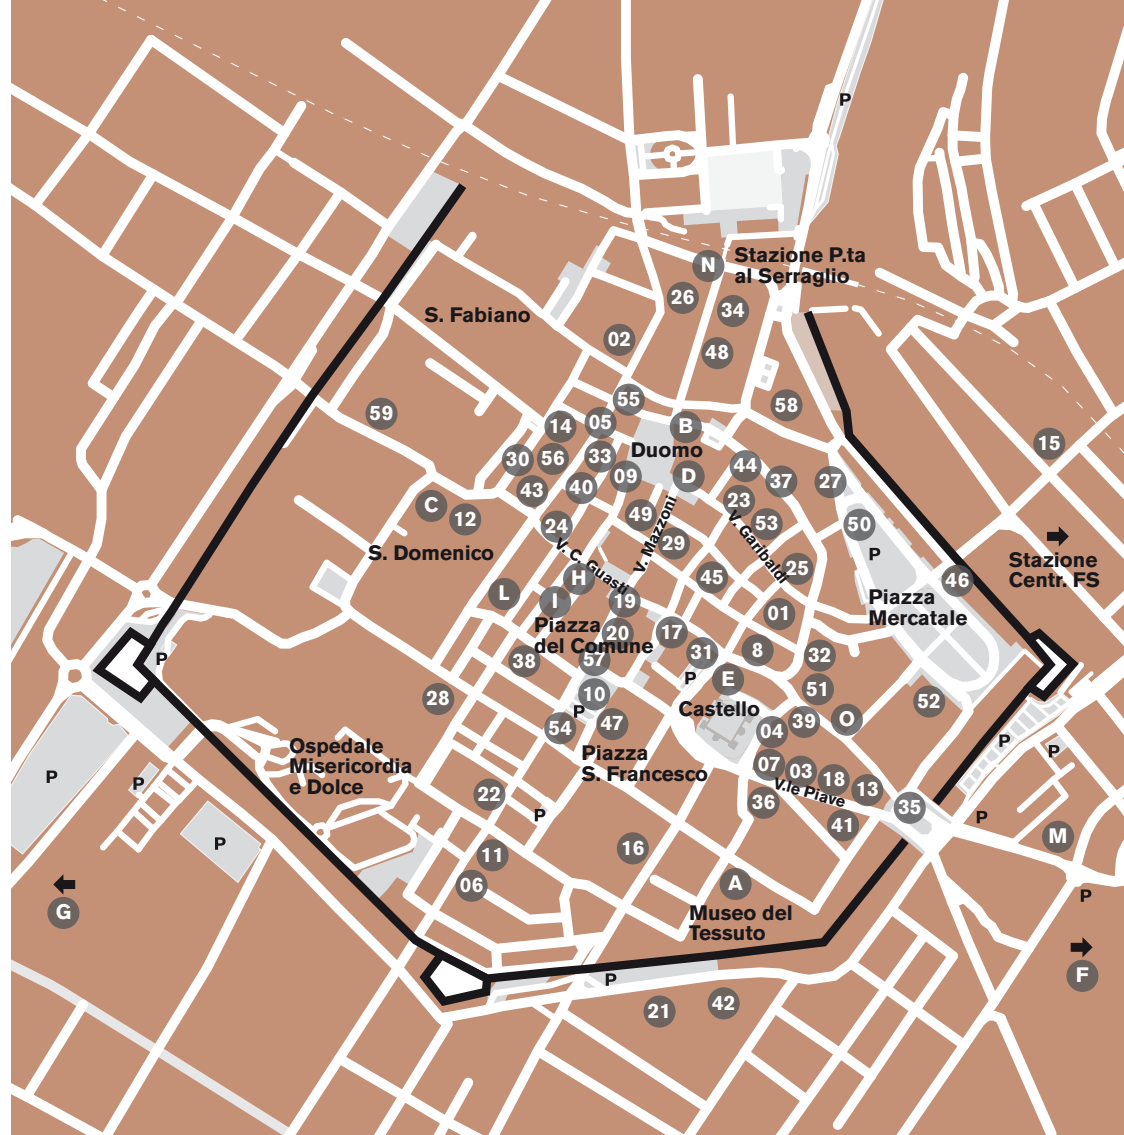 P
N
Stazione P.ta
al Serraglio
26
34
S. Fabiano
02
48
55
58
59
14
05
B
15
Duomo
30
56
33
44
09
D
37
27
43
40
23
C
12
49
53
50
24
V. Mazzoni
V. Garibaldi
29
P
S. Domenico
V. C. Guasti
Stazione
Centr. FS
25
H
45
46
L
I
19
Piazza
Mercatale
01
Piazza
del Comune
20
17
8
31
32
P
38
57
P
E
51
10
28
52
Castello
P
54
47
04
39
O
Ospedale
Misericordia
e Dolce
Piazza
S. Francesco
P
P
07
03
18
13
P
P
V.le Piave
22
36
35
P
P
41
M
P
16
11
06
A
P
G
Museo del
Tessuto
F
P
21
42